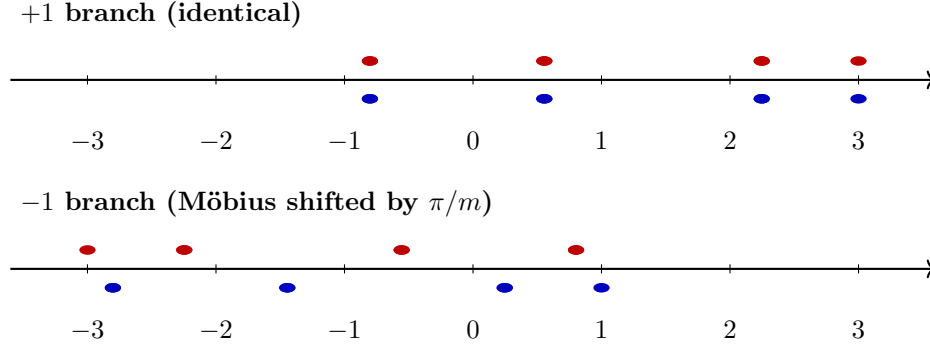 +1 branch (identical)
−3 −2 −1 0 1 2 3
−1 branch (Möbius shifted by π/m)
−3 −2 −1 0 1 2 3